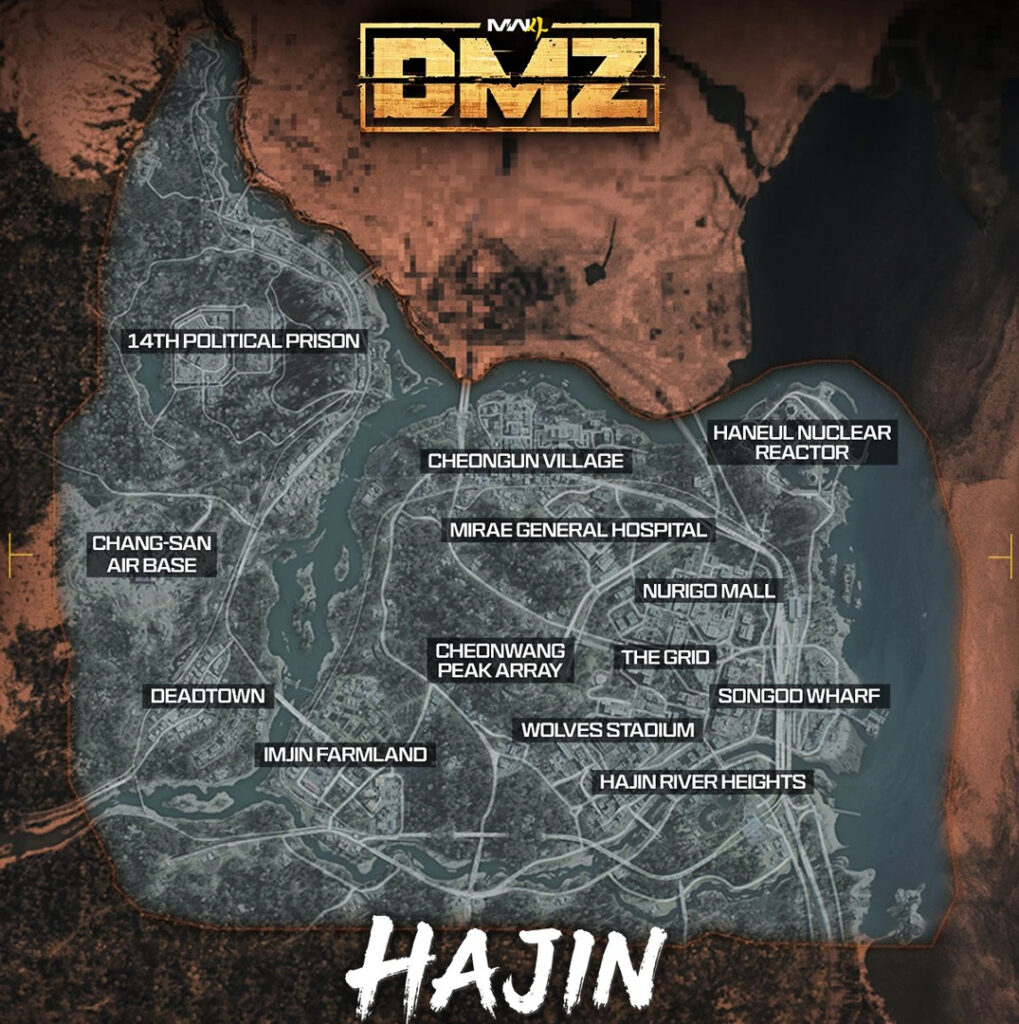 MW4
DMZ
14TH POLITICAL PRISON
HANEUL NUCLEAR
REACTOR
CHEONGUN VILLAGE
MIRAE GENERAL HOSPITAL
CHANG-SAN
AIR BASE
NURIGO MALL
CHEONWANG
PEAK ARRAY
THE GRID
DEADTOWN
SONGOD WHARF
WOLVES STADIUM
IMJIN FARMLAND
HAJIN RIVER HEIGHTS
HAJIN